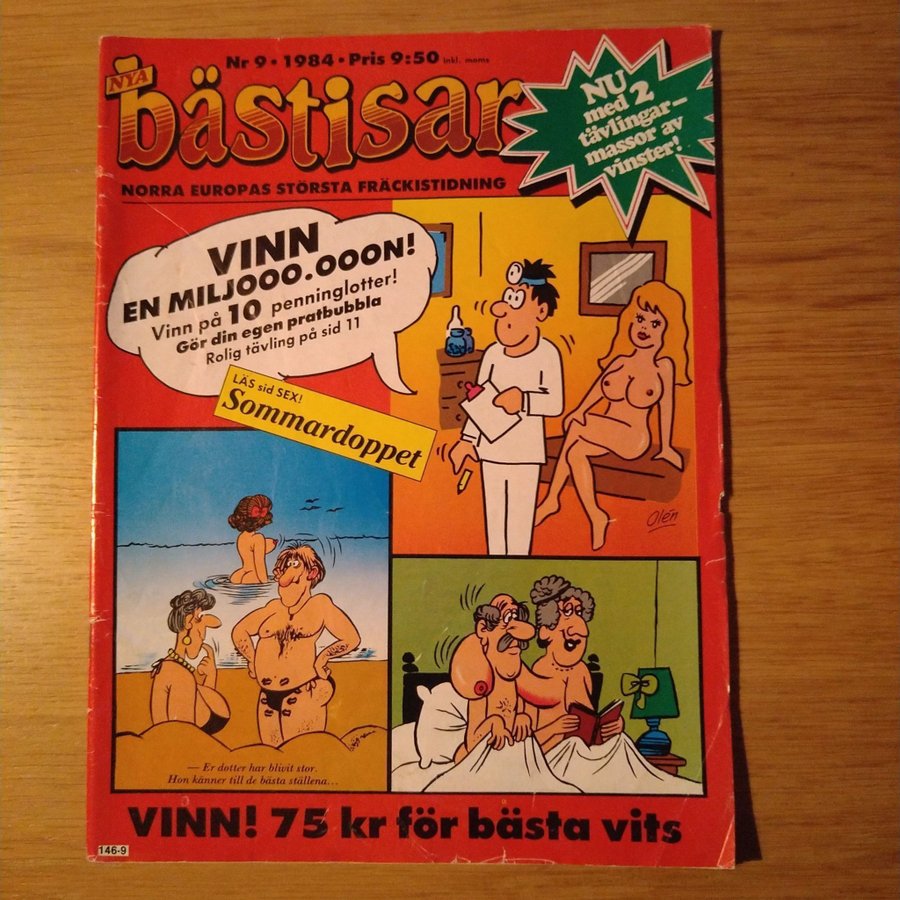 Nr 9 • 1984 • Pris 9:50 inkl. moms
NYA
bästisar
NORRA EUROPAS STÖRSTA FRÄCKISTIDNING
NU
med 2
tävlingar—
massor av
vinster!
VINN
EN MILJOOO.OOON!
Vinn på 10 penninglotter!
Gör din egen pratbubbla
Rolig tävling på sid 11
LÄS sid SEX!
Sommardoppet
Olén
— Er dotter har blivit stor.
Hon känner till de bästa ställena...
VINN! 75 kr för bästa vits
146-9